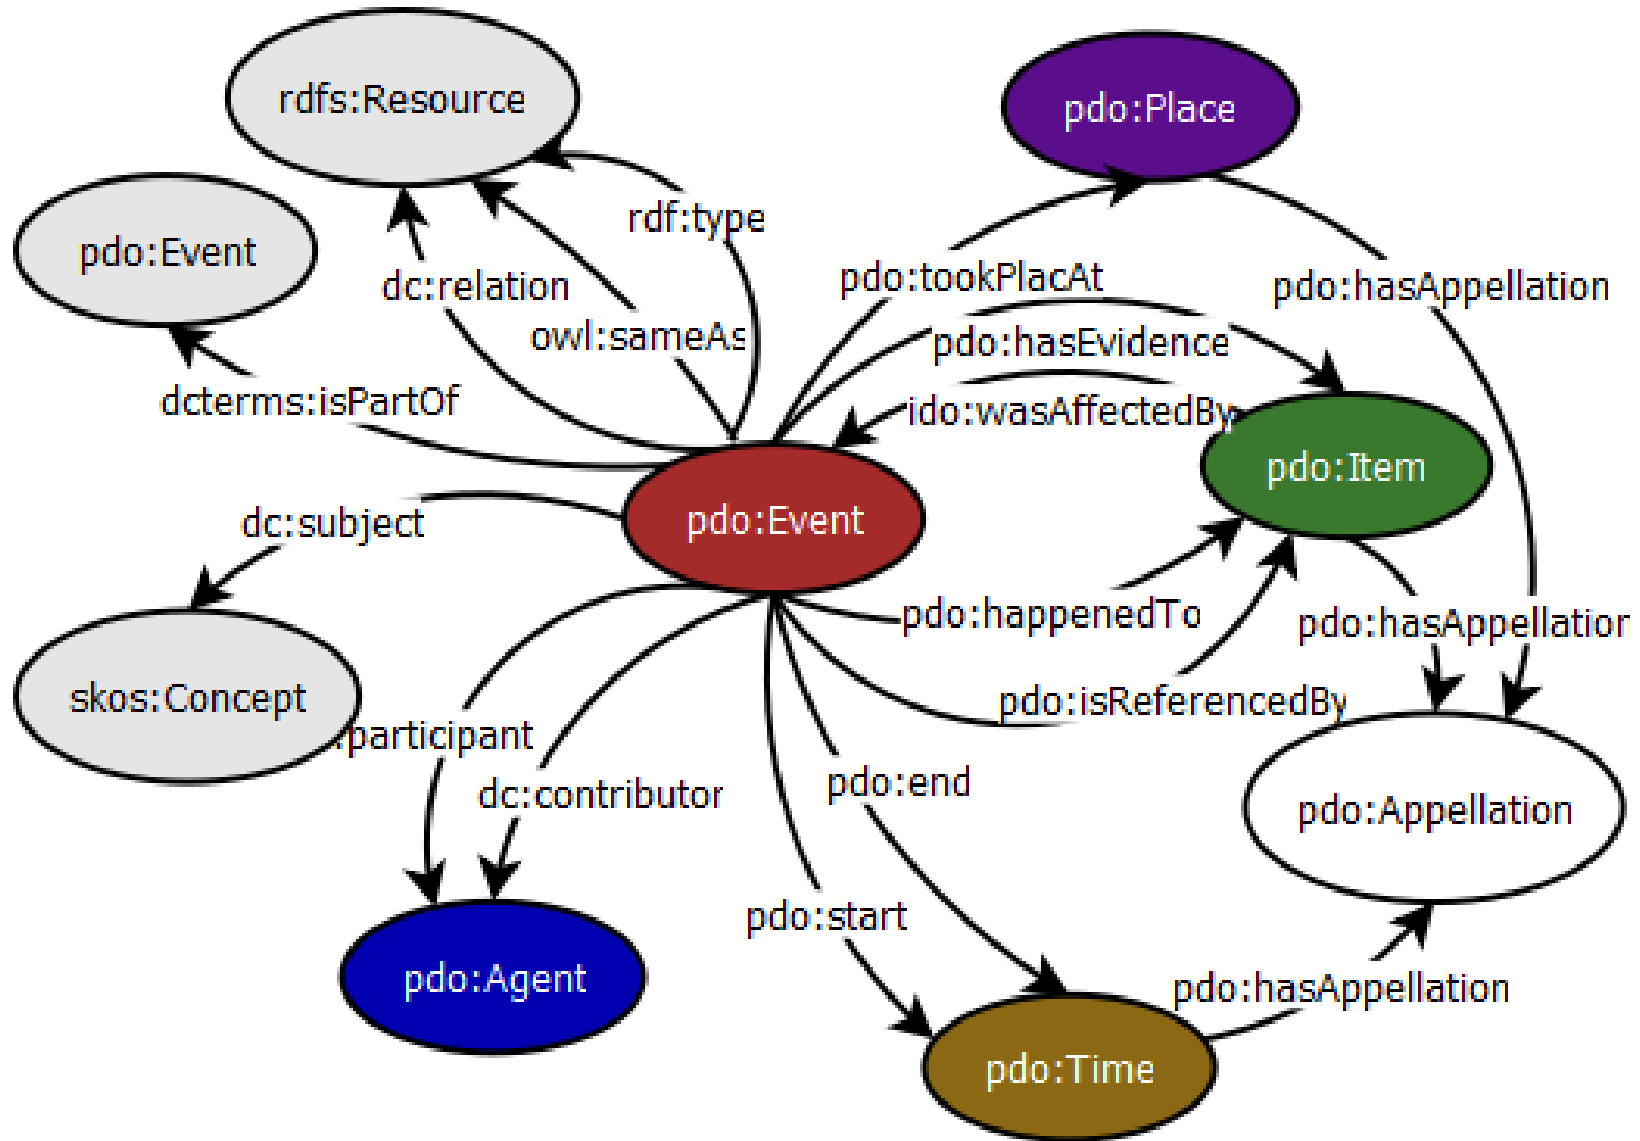 rdfs:Resource
pdo:Place
rdf:type
pdo:Event
dc:relation
pdo:tookPlacAt
pdo:hasAppellation
owl:sameAs
pdo:hasEvidence
dcterms:isPartOf
ido:wasAffectedBy
pdo:Item
dc:subject
pdo:Event
pdo:happenedTo
pdo:hasAppellation
skos:Concept
pdo:isReferencedBy
:participant
pdo:end
dc:contributor
pdo:Appellation
pdo:start
pdo:Agent
pdo:hasAppellation
pdo:Time